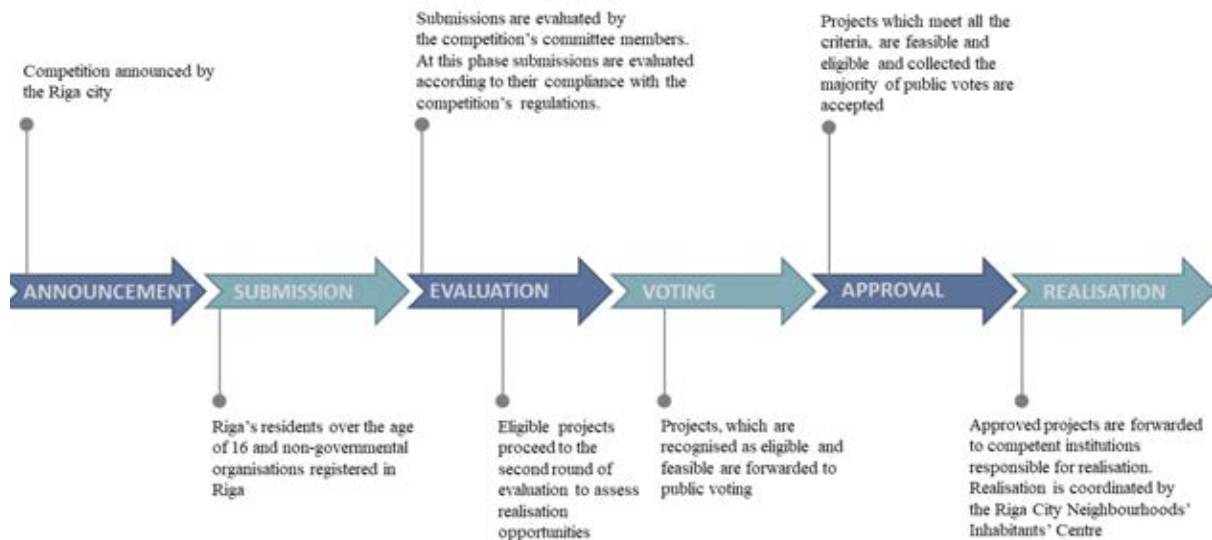 Competition announced by
the Riga city
Submissions are evaluated by
the competition's committee members.
At this phase submissions are evaluated
according to their compliance with the
competition's regulations.
Projects which meet all the
criteria, are feasible and
eligible and collected the
majority of public votes are
accepted
ANNOUNCEMENT
SUBMISSION
EVALUATION
VOTING
APPROVAL
REALISATION
Riga's residents over the age
of 16 and non-governmental
organisations registered in
Riga
Eligible projects
proceed to the
second round of
evaluation to assess
realisation
opportunities
Projects, which are
recognised as eligible and
feasible are forwarded to
public voting
Approved projects are forwarded
to competent institutions
responsible for realisation.
Realisation is coordinated by
the Riga City Neighbourhoods'
Inhabitants' Centre